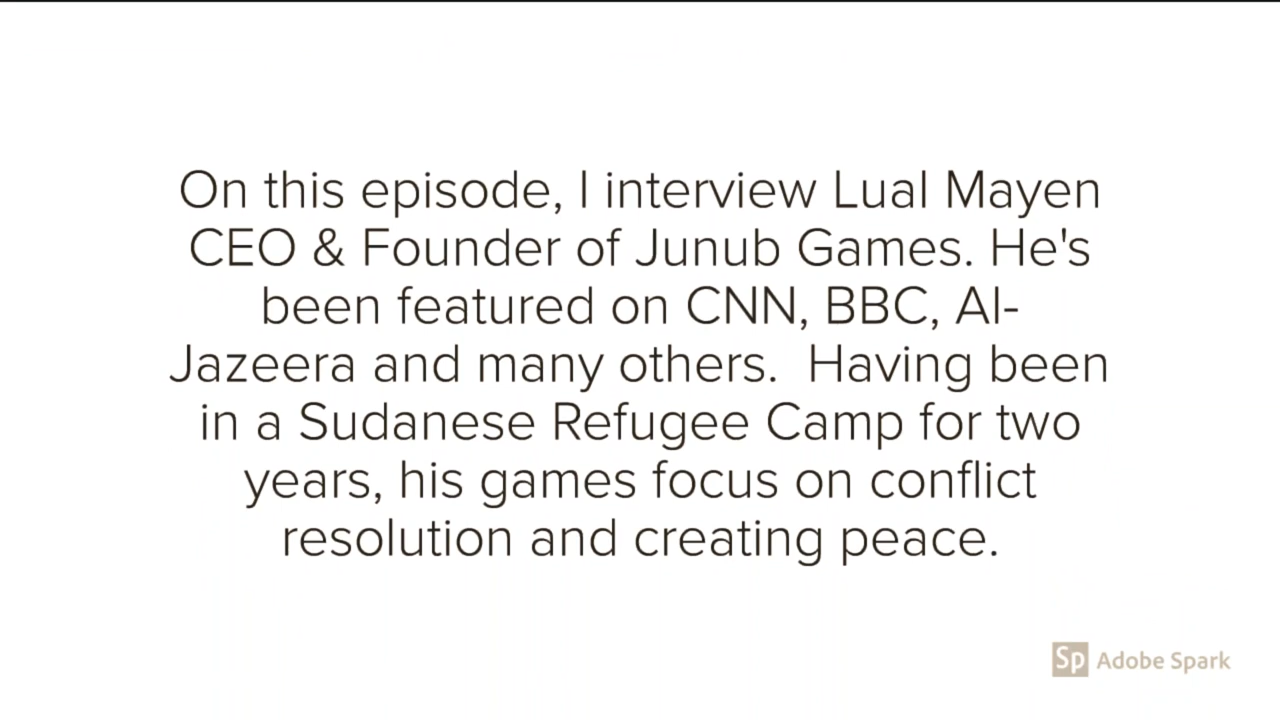 On this episode, I interview Lual Mayen
CEO & Founder of Junub Games. He's
been featured on CNN, BBC, Al-
Jazeera and many others.  Having been
in a Sudanese Refugee Camp for two
years, his games focus on conflict
resolution and creating peace.
Sp Adobe Spark